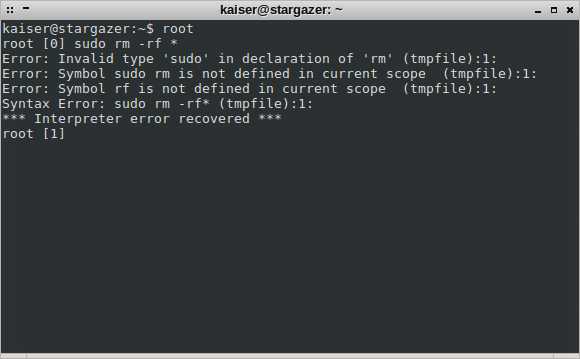 kaiser@stargazer: ~
kaiser@stargazer:~$ root
root [0] sudo rm -rf *
Error: Invalid type 'sudo' in declaration of 'rm' (tmpfile):1:
Error: Symbol sudo rm is not defined in current scope  (tmpfile):1:
Error: Symbol rf is not defined in current scope  (tmpfile):1:
Syntax Error: sudo rm -rf* (tmpfile):1:
*** Interpreter error recovered ***
root [1]